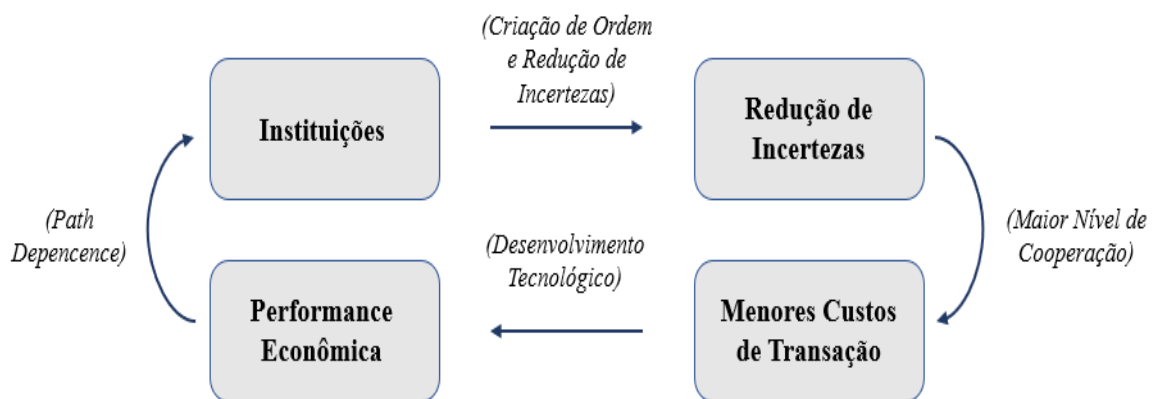 (Criação de Ordem
e Redução de
Incertezas)
Instituições
Redução de
Incertezas
(Path
Depencence)
(Maior Nível de
Cooperação)
(Desenvolvimento
Tecnológico)
Performance
Econômica
Menores Custos
de Transação